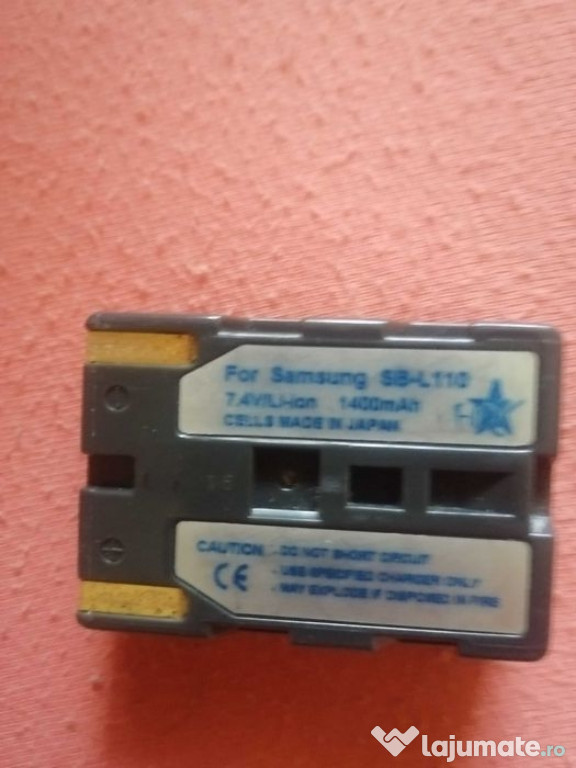 For Samsung SB-L110
7.4V/Li-ion 1400mAh
CELLS MADE IN JAPAN
CAUTION: - DO NOT SHORT CIRCUIT
CE - USE SPECIFIED CHARGER ONLY
- MAY EXPLODE IF DISPOSED IN FIRE
lajumate.ro